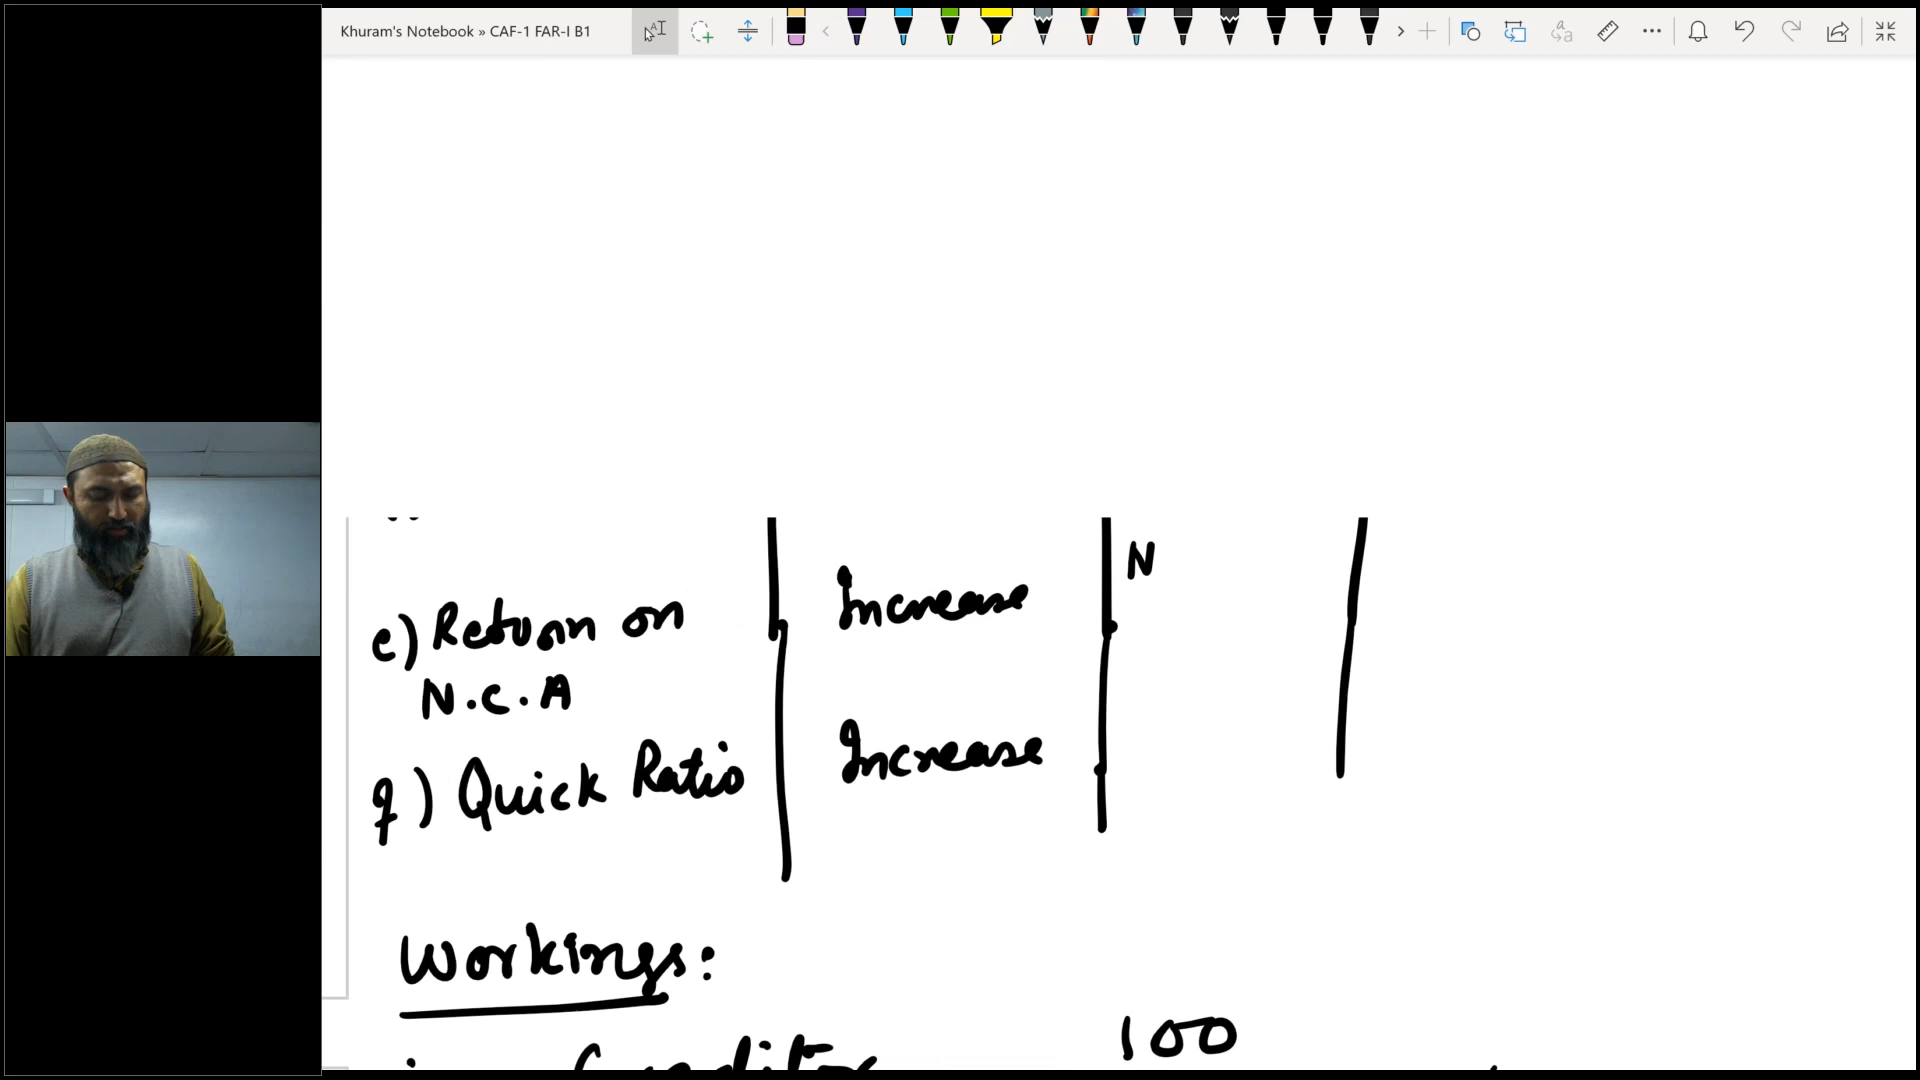 Khuram's Notebook » CAF-1 FAR-I B1
N
e) Return on
Increase
N.C.A
f) Quick Ratio
Increase
Workings:
100